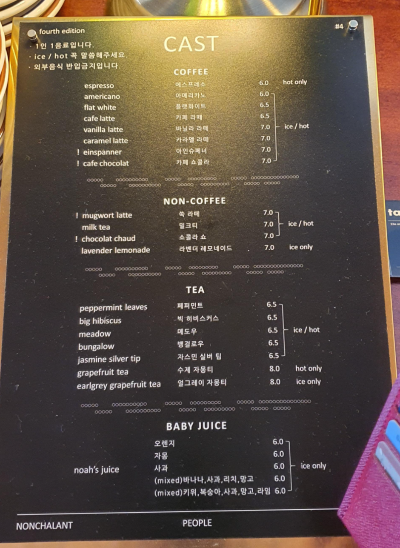 fourth edition
#4
· 1인 1음료입니다.
· ice / hot 꼭 말씀해주세요
· 외부음식 반입금지입니다.
CAST
COFFEE
espresso 에스프레소 6.0 hot only
americano 아메리카노 6.0
flat white 플랫화이트 6.5
cafe latte 카페 라떼 6.5
vanilla latte 바닐라 라떼 7.0 ice / hot
caramel latte 카라멜 라떼 7.0
! einspanner 아인슈페너 7.0
! cafe chocolat 카페 쇼콜라 7.0
NON-COFFEE
! mugwort latte 쑥 라떼 7.0
milk tea 밀크티 7.0 ice / hot
! chocolat chaud 쇼콜라 쇼 7.0
lavender lemonade 라벤더 레모네이드 7.0 ice only
TEA
peppermint leaves 페퍼민트 6.5
big hibiscus 빅 히비스커스 6.5
meadow 메도우 6.5 ice / hot
bungalow 벵갈로우 6.5
jasmine silver tip 자스민 실버 팁 6.5
grapefruit tea 수제 자몽티 8.0 hot only
earlgrey grapefruit tea 얼그레이 자몽티 8.0 ice only
BABY JUICE
오렌지 6.0
자몽 6.0
noah's juice 사과 6.0 ice only
(mixed)바나나,사과,리치,망고 6.0
(mixed)키위,복숭아,사과,망고,라임 6.0
NONCHALANT PEOPLE